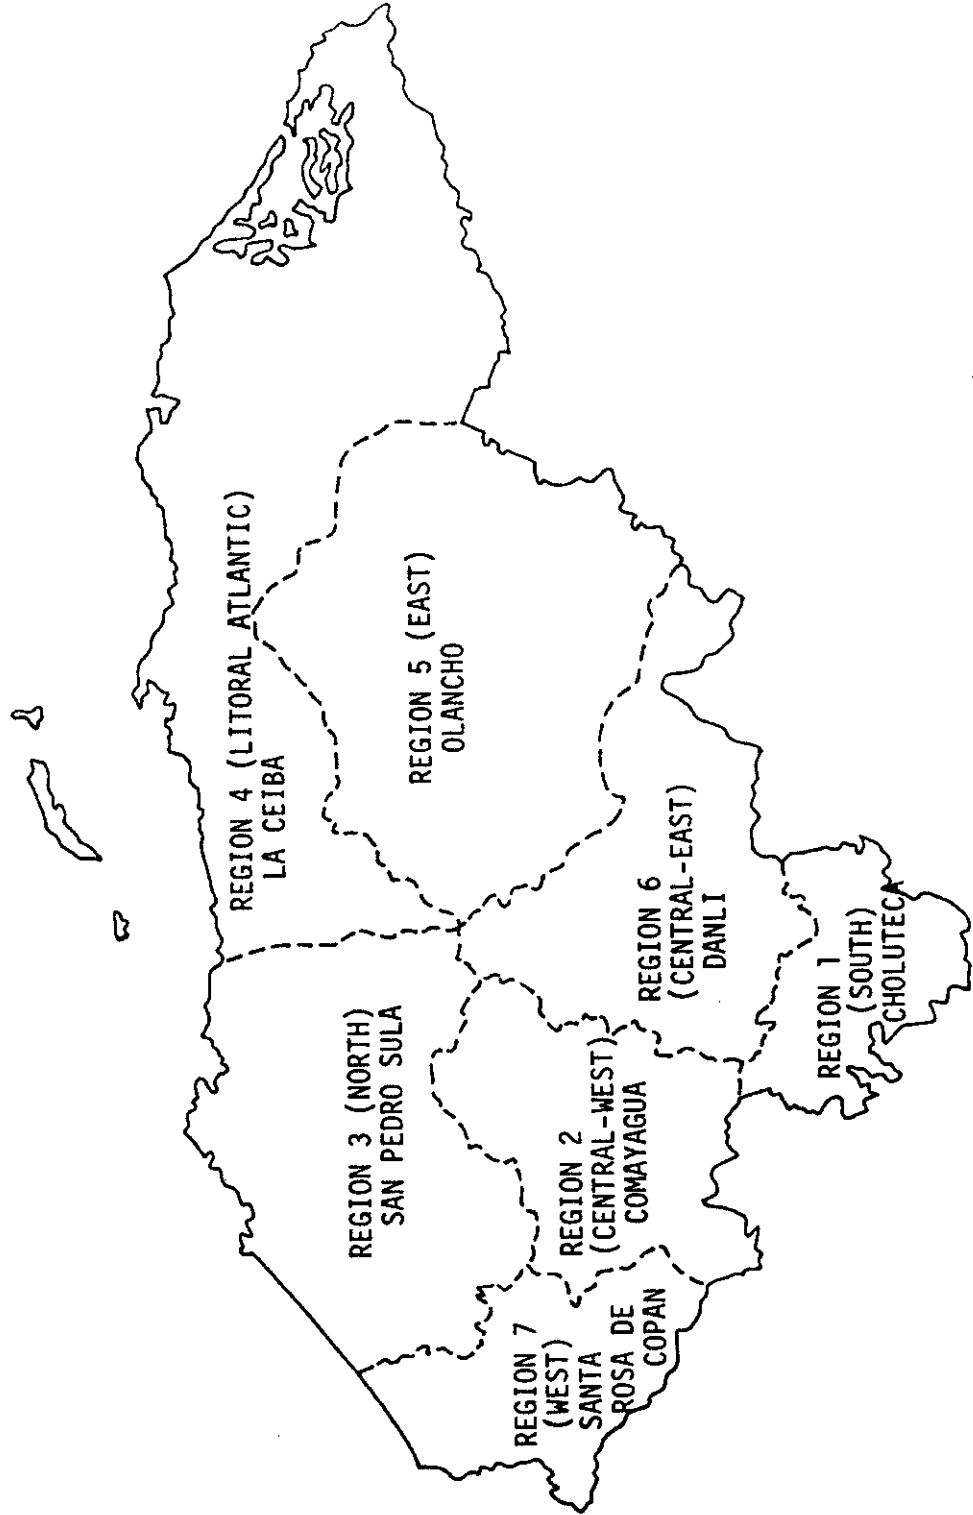 REGION 4 (LITORAL ATLANTIC)
LA CEIBA
REGION 3 (NORTH)
SAN PEDRO SULA
REGION 5 (EAST)
OLANCHO
REGION 7
(WEST)
SANTA
ROSA DE
COPAN
REGION 2
(CENTRAL-WEST)
COMAYAGUA
REGION 6
(CENTRAL-EAST)
DANLI
REGION 1
(SOUTH)
CHOLUTECA